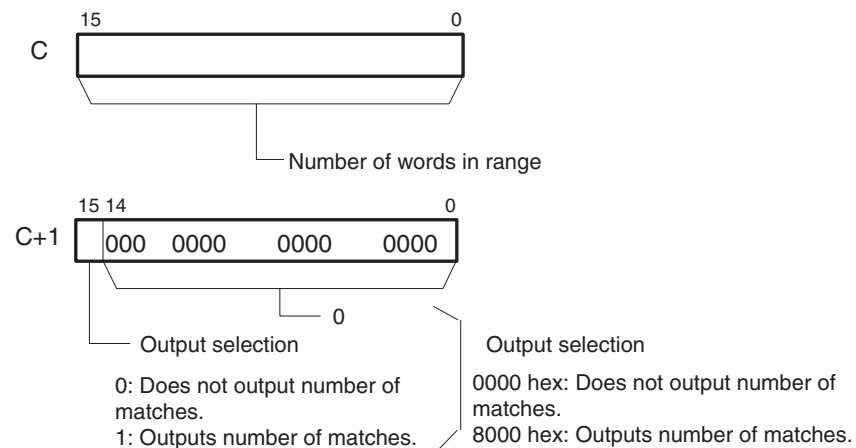 15 0
C
Number of words in range
15 14 0
C+1 000 0000 0000 0000
0
Output selection
0: Does not output number of
matches.
1: Outputs number of matches.
Output selection
0000 hex: Does not output number of
matches.
8000 hex: Outputs number of matches.